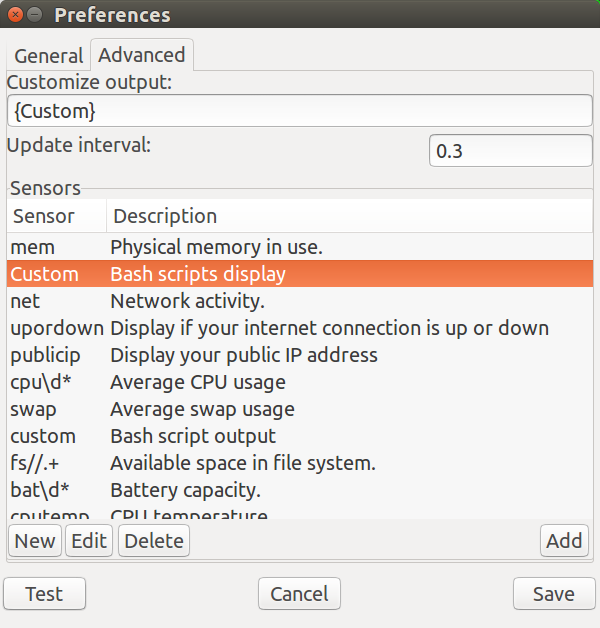 Preferences
General Advanced
Customize output:
{Custom}
Update interval: 0.3
Sensors
Sensor Description
mem Physical memory in use.
Custom Bash scripts display
net Network activity.
upordown Display if your internet connection is up or down
publicip Display your public IP address
cpu\d* Average CPU usage
swap Average swap usage
custom Bash script output
fs//.+ Available space in file system.
bat\d* Battery capacity.
cputemp CPU temperature
New Edit Delete Add
Test Cancel Save